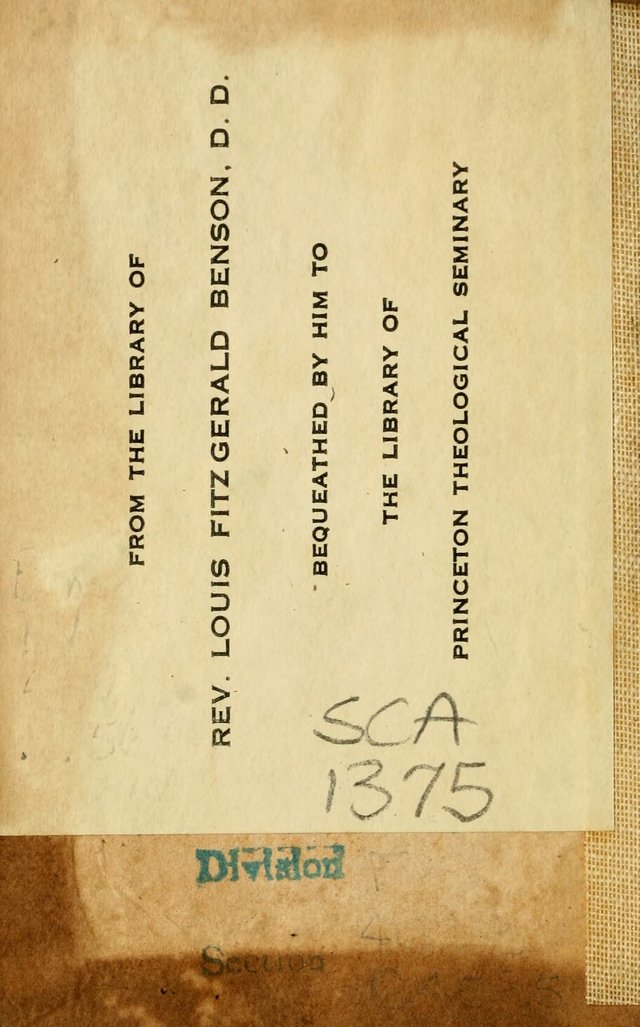 FROM THE LIBRARY OF
REV. LOUIS FITZGERALD BENSON, D. D.
BEQUEATHED BY HIM TO
THE LIBRARY OF
PRINCETON THEOLOGICAL SEMINARY
SCA
1375
Division
Section